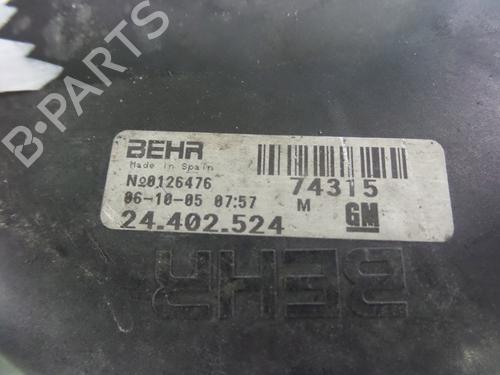 B-PARTS
BEHR
Made in Spain
№0126476
74315
06-10-05 07:57
M
24.402.524
GM
BEHR